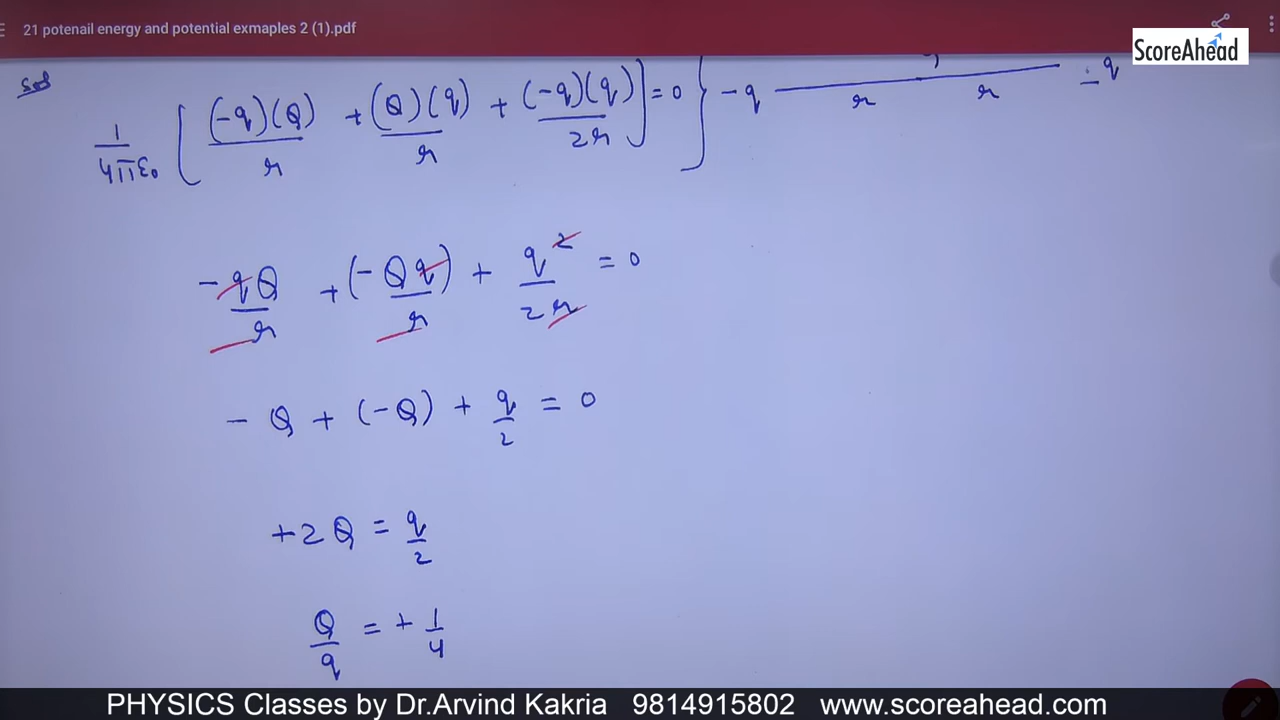 21 potenail energy and potential exmaples 2 (1).pdf
ScoreAhead
Sol
1/4πε₀ [ (-q)(Q)/r + (Q)(q)/r + (-q)(q)/2r ] = 0 } -q r r -q
-qQ/r + (-Qq)/r + q²/2r = 0
- Q + (-Q) + q/2 = 0
+2Q = q/2
Q/q = + 1/4
PHYSICS Classes by Dr.Arvind Kakria 9814915802 www.scoreahead.com